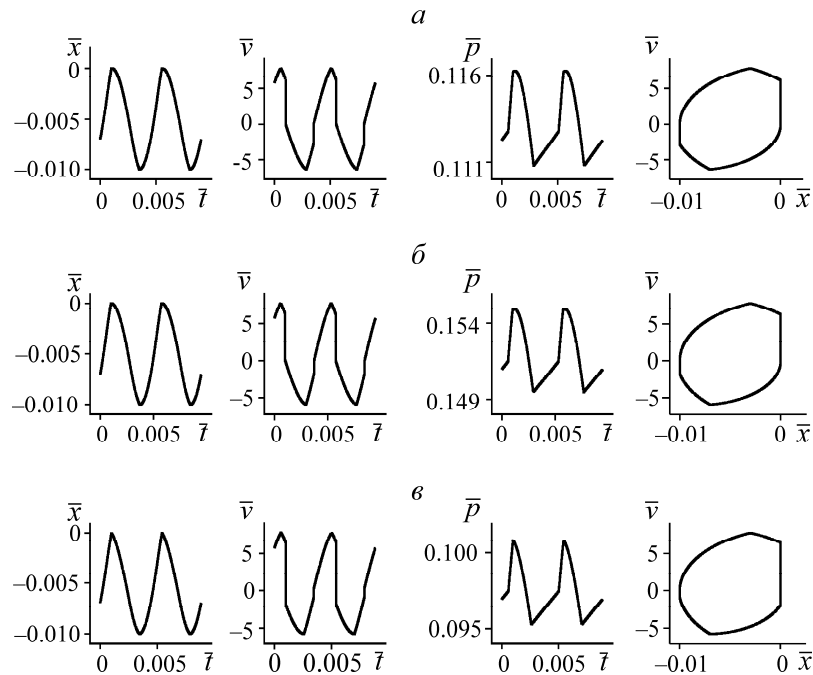 а
x̄ v̄ p̄ v̄
0 5 0.116 5
−0.005 0 0
−0.010 -5 0.111 −5
0 0.005 t̄ 0 0.005 t̄ 0 0.005 t̄ −0.01 0 x̄
б
x̄ v̄ p̄ v̄
0 5 0.154 5
−0.005 0 0
−0.010 −5 0.149 −5
0 0.005 t̄ 0 0.005 t̄ 0 0.005 t̄ −0.01 0 x̄
в
x̄ v̄ p̄ v̄
0 5 0.100 5
−0.005 0 0
−0.010 −5 0.095 −5
0 0.005 t̄ 0 0.005 t̄ 0 0.005 t̄ −0.01 0 x̄